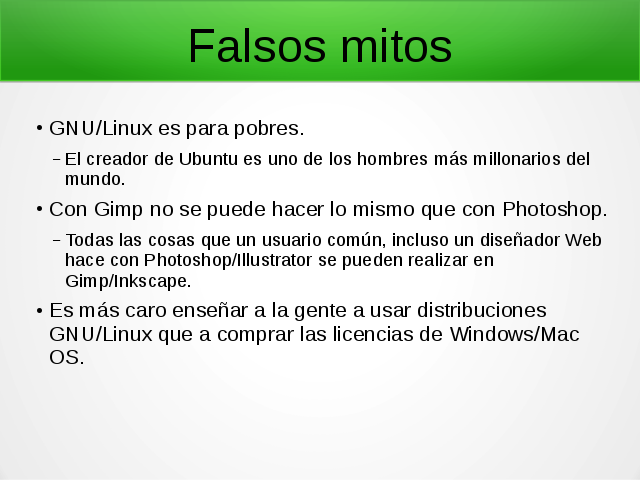 Falsos mitos
• GNU/Linux es para pobres.
– El creador de Ubuntu es uno de los hombres más millonarios del
mundo.
• Con Gimp no se puede hacer lo mismo que con Photoshop.
– Todas las cosas que un usuario común, incluso un diseñador Web
hace con Photoshop/Illustrator se pueden realizar en
Gimp/Inkscape.
• Es más caro enseñar a la gente a usar distribuciones
GNU/Linux que a comprar las licencias de Windows/Mac
OS.